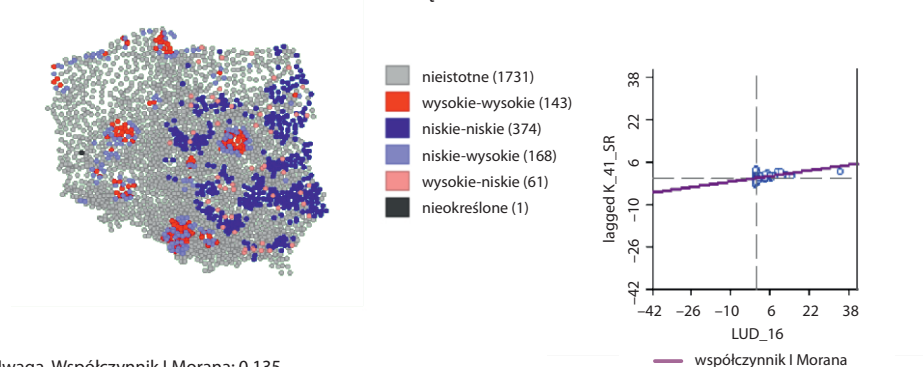 nieistotne (1731)
wysokie-wysokie (143)
niskie-niskie (374)
niskie-wysokie (168)
wysokie-niskie (61)
nieokreślone (1)
lagged K_41_SR
38
22
6
−10
−26
−42
−42 −26 −10 6 22 38
LUD_16
współczynnik I Morana
Współczynnik I Morana: 0,135